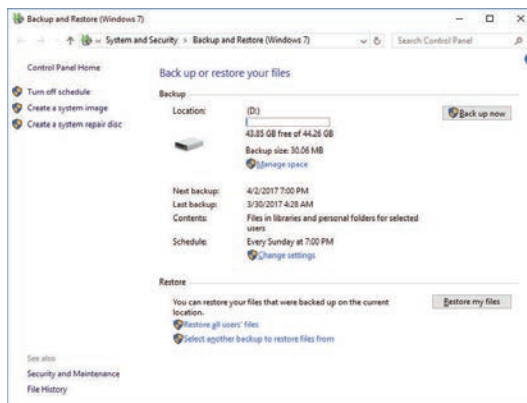 Backup and Restore (Windows 7)
System and Security > Backup and Restore (Windows 7)
Search Control Panel
Control Panel Home
Turn off schedule
Create a system image
Create a system repair disc
See also
Security and Maintenance
File History
Back up or restore your files
Backup
Location:
(D:)
43.85 GB free of 44.26 GB
Backup size: 30.06 MB
Manage space
Back up now
Next backup:
4/2/2017 7:00 PM
Last backup:
3/30/2017 4:28 AM
Contents:
Files in libraries and personal folders for selected
users
Schedule:
Every Sunday at 7:00 PM
Change settings
Restore
You can restore your files that were backed up on the current
location.
Restore my files
Restore all users' files
Select another backup to restore files from